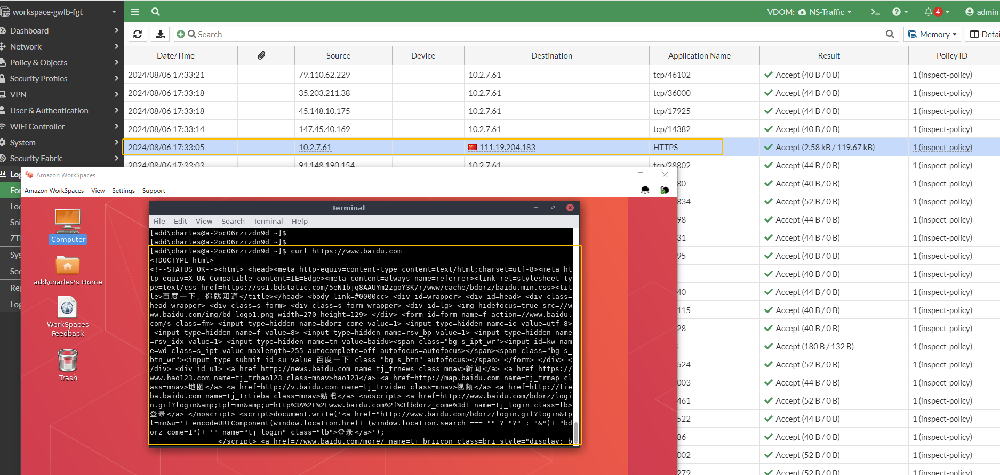 workspace-gwlb-fgt
VDOM: NS-Traffic
>_
4
admin
Dashboard
Network
Policy & Objects
Security Profiles
VPN
User & Authentication
WiFi Controller
System
Security Fabric
Log
For
Loc
Sni
ZT
Sys
Sec
Rep
Log
Search
Memory
Detai
Date/Time Source Device Destination Application Name Result Policy ID
2024/08/06 17:33:21 79.110.62.229 10.2.7.61 tcp/46102 Accept (40 B / 0 B) 1 (inspect-policy)
2024/08/06 17:33:18 35.203.211.38 10.2.7.61 tcp/36000 Accept (44 B / 0 B) 1 (inspect-policy)
2024/08/06 17:33:18 45.148.10.175 10.2.7.61 tcp/17925 Accept (44 B / 0 B) 1 (inspect-policy)
2024/08/06 17:33:14 147.45.40.169 10.2.7.61 tcp/14382 Accept (40 B / 0 B) 1 (inspect-policy)
2024/08/06 17:33:05 10.2.7.61 111.19.204.183 HTTPS Accept (2.58 kB / 119.67 kB) 1 (inspect-policy)
2024/08/06 17:33:03 91.148.190.154 10.2.7.61 tcp/28802 Accept (44 B / 0 B) 1 (inspect-policy)
80 Accept (40 B / 0 B) 1 (inspect-policy)
834 Accept (52 B / 0 B) 1 (inspect-policy)
98 Accept (44 B / 0 B) 1 (inspect-policy)
31 Accept (44 B / 0 B) 1 (inspect-policy)
95 Accept (40 B / 0 B) 1 (inspect-policy)
Accept (40 B / 0 B) 1 (inspect-policy)
40 Accept (44 B / 0 B) 1 (inspect-policy)
115 Accept (40 B / 0 B) 1 (inspect-policy)
28 Accept (40 B / 0 B) 1 (inspect-policy)
Accept (180 B / 132 B) 1 (inspect-policy)
524 Accept (52 B / 0 B) 1 (inspect-policy)
003 Accept (44 B / 0 B) 1 (inspect-policy)
461 Accept (52 B / 0 B) 1 (inspect-policy)
522 Accept (44 B / 0 B) 1 (inspect-policy)
86 Accept (40 B / 0 B) 1 (inspect-policy)
002 Accept (52 B / 0 B) 1 (inspect-policy)
279 Accept (52 B / 0 B) 1 (inspect-policy)
Amazon WorkSpaces
Amazon WorkSpaces View Settings Support
Computer
add\charles's Home
WorkSpaces
Feedback
Trash
Terminal
File Edit View Search Terminal Help
[add\charles@a-2oc06rzizdn9d ~]$
[add\charles@a-2oc06rzizdn9d ~]$
[add\charles@a-2oc06rzizdn9d ~]$ curl https://www.baidu.com
<!DOCTYPE html>
<!--STATUS OK--><html> <head><meta http-equiv=content-type content=text/html;charset=utf-8><meta ht
tp-equiv=X-UA-Compatible content=IE=Edge><meta content=always name=referrer><link rel=stylesheet ty
pe=text/css href=https://ss1.bdstatic.com/5eN1bjq8AAUYm2zgoY3K/r/www/cache/bdorz/baidu.min.css><tit
le>百度一下，你就知道</title></head> <body link=#0000cc> <div id=wrapper> <div id=head> <div class=
head_wrapper> <div class=s_form> <div class=s_form_wrapper> <div id=lg> <img hidefocus=true src=//w
ww.baidu.com/img/bd_logo1.png width=270 height=129> </div> <form id=form name=f action=//www.baidu.
com/s class=fm> <input type=hidden name=bdorz_come value=1> <input type=hidden name=ie value=utf-8>
<input type=hidden name=f value=8> <input type=hidden name=rsv_bp value=1> <input type=hidden name
=rsv_idx value=1> <input type=hidden name=tn value=baidu><span class="bg s_ipt_wr"><input id=kw nam
e=wd class=s_ipt value maxlength=255 autocomplete=off autofocus=autofocus></span><span class="bg s_
btn_wr"><input type=submit id=su value=百度一下 class="bg s_btn" autofocus></span> </form> </div> <
/div> <div id=u1> <a href=http://news.baidu.com name=tj_trnews class=mnav>新闻</a> <a href=https://
www.hao123.com name=tj_trhao123 class=mnav>hao123</a> <a href=http://map.baidu.com name=tj_trmap cl
ass=mnav>地图</a> <a href=http://v.baidu.com name=tj_trvideo class=mnav>视频</a> <a href=http://tie
ba.baidu.com name=tj_trtieba class=mnav>贴吧</a> <noscript> <a href=http://www.baidu.com/bdorz/logi
n.gif?login&amp;tpl=mn&amp;u=http%3A%2F%2Fwww.baidu.com%2f%3fbdorz_come%3d1 name=tj_login class=lb>
登录</a> </noscript> <script>document.write('<a href="http://www.baidu.com/bdorz/login.gif?login&tp
l=mn&u='+ encodeURIComponent(window.location.href+ (window.location.search === "" ? "?" : "&")+ "bd
orz_come=1")+ '" name="tj_login" class="lb">登录</a>');
</script> <a href=//www.baidu.com/more/ name=tj_briicon class=bri style="display: b